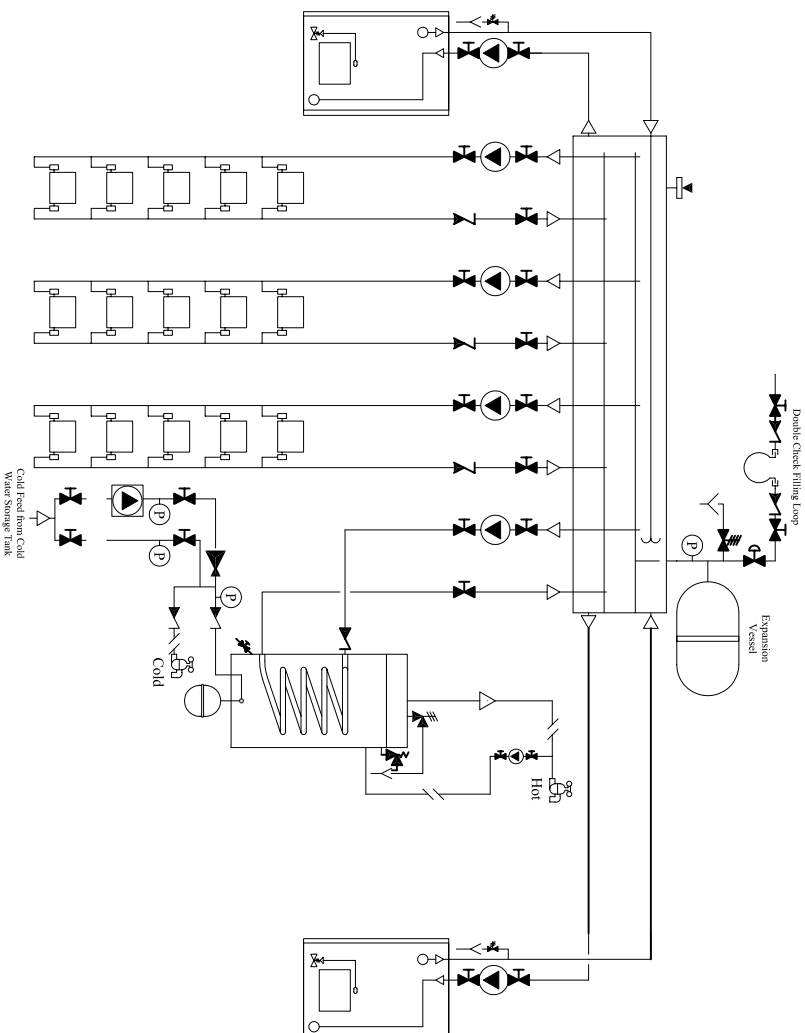 Double Check Filling Loop
P
Expansion
Vessel
P
P
P
Cold Feed from Cold
Water Storage Tank
Cold
Hot